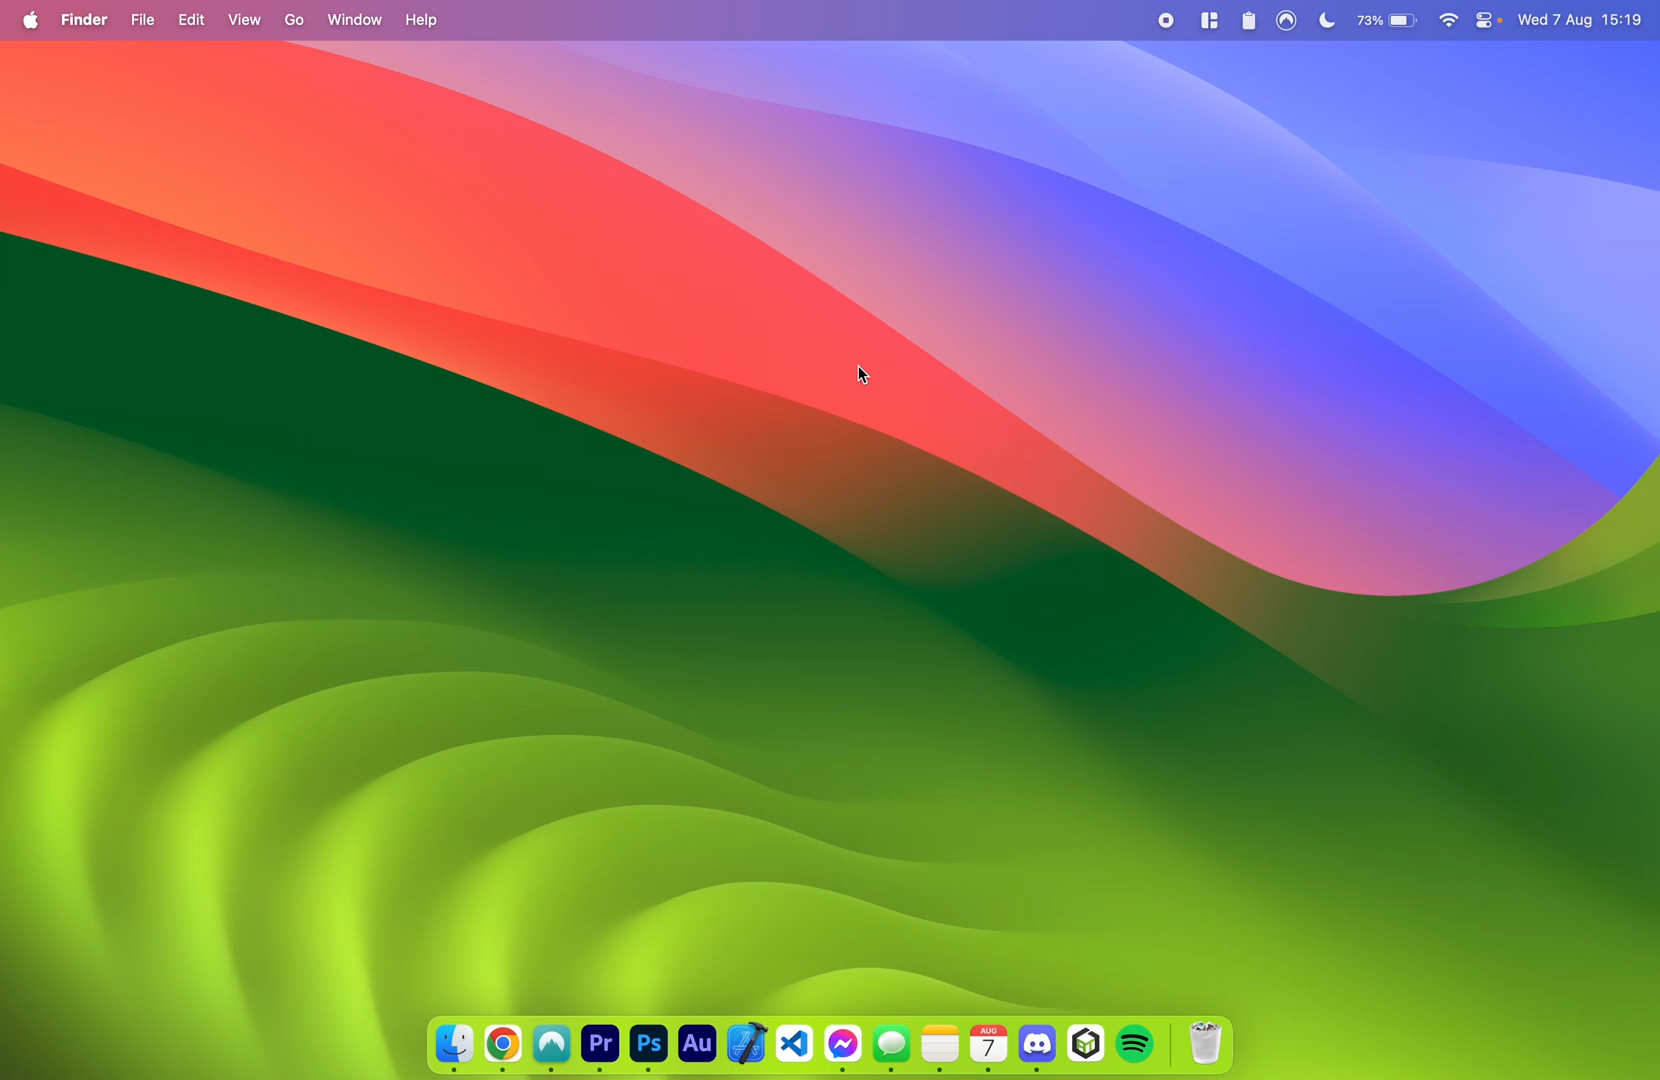 Finder File Edit View Go Window Help 73% Wed 7 Aug 15:19
Pr Ps Au AUG 7